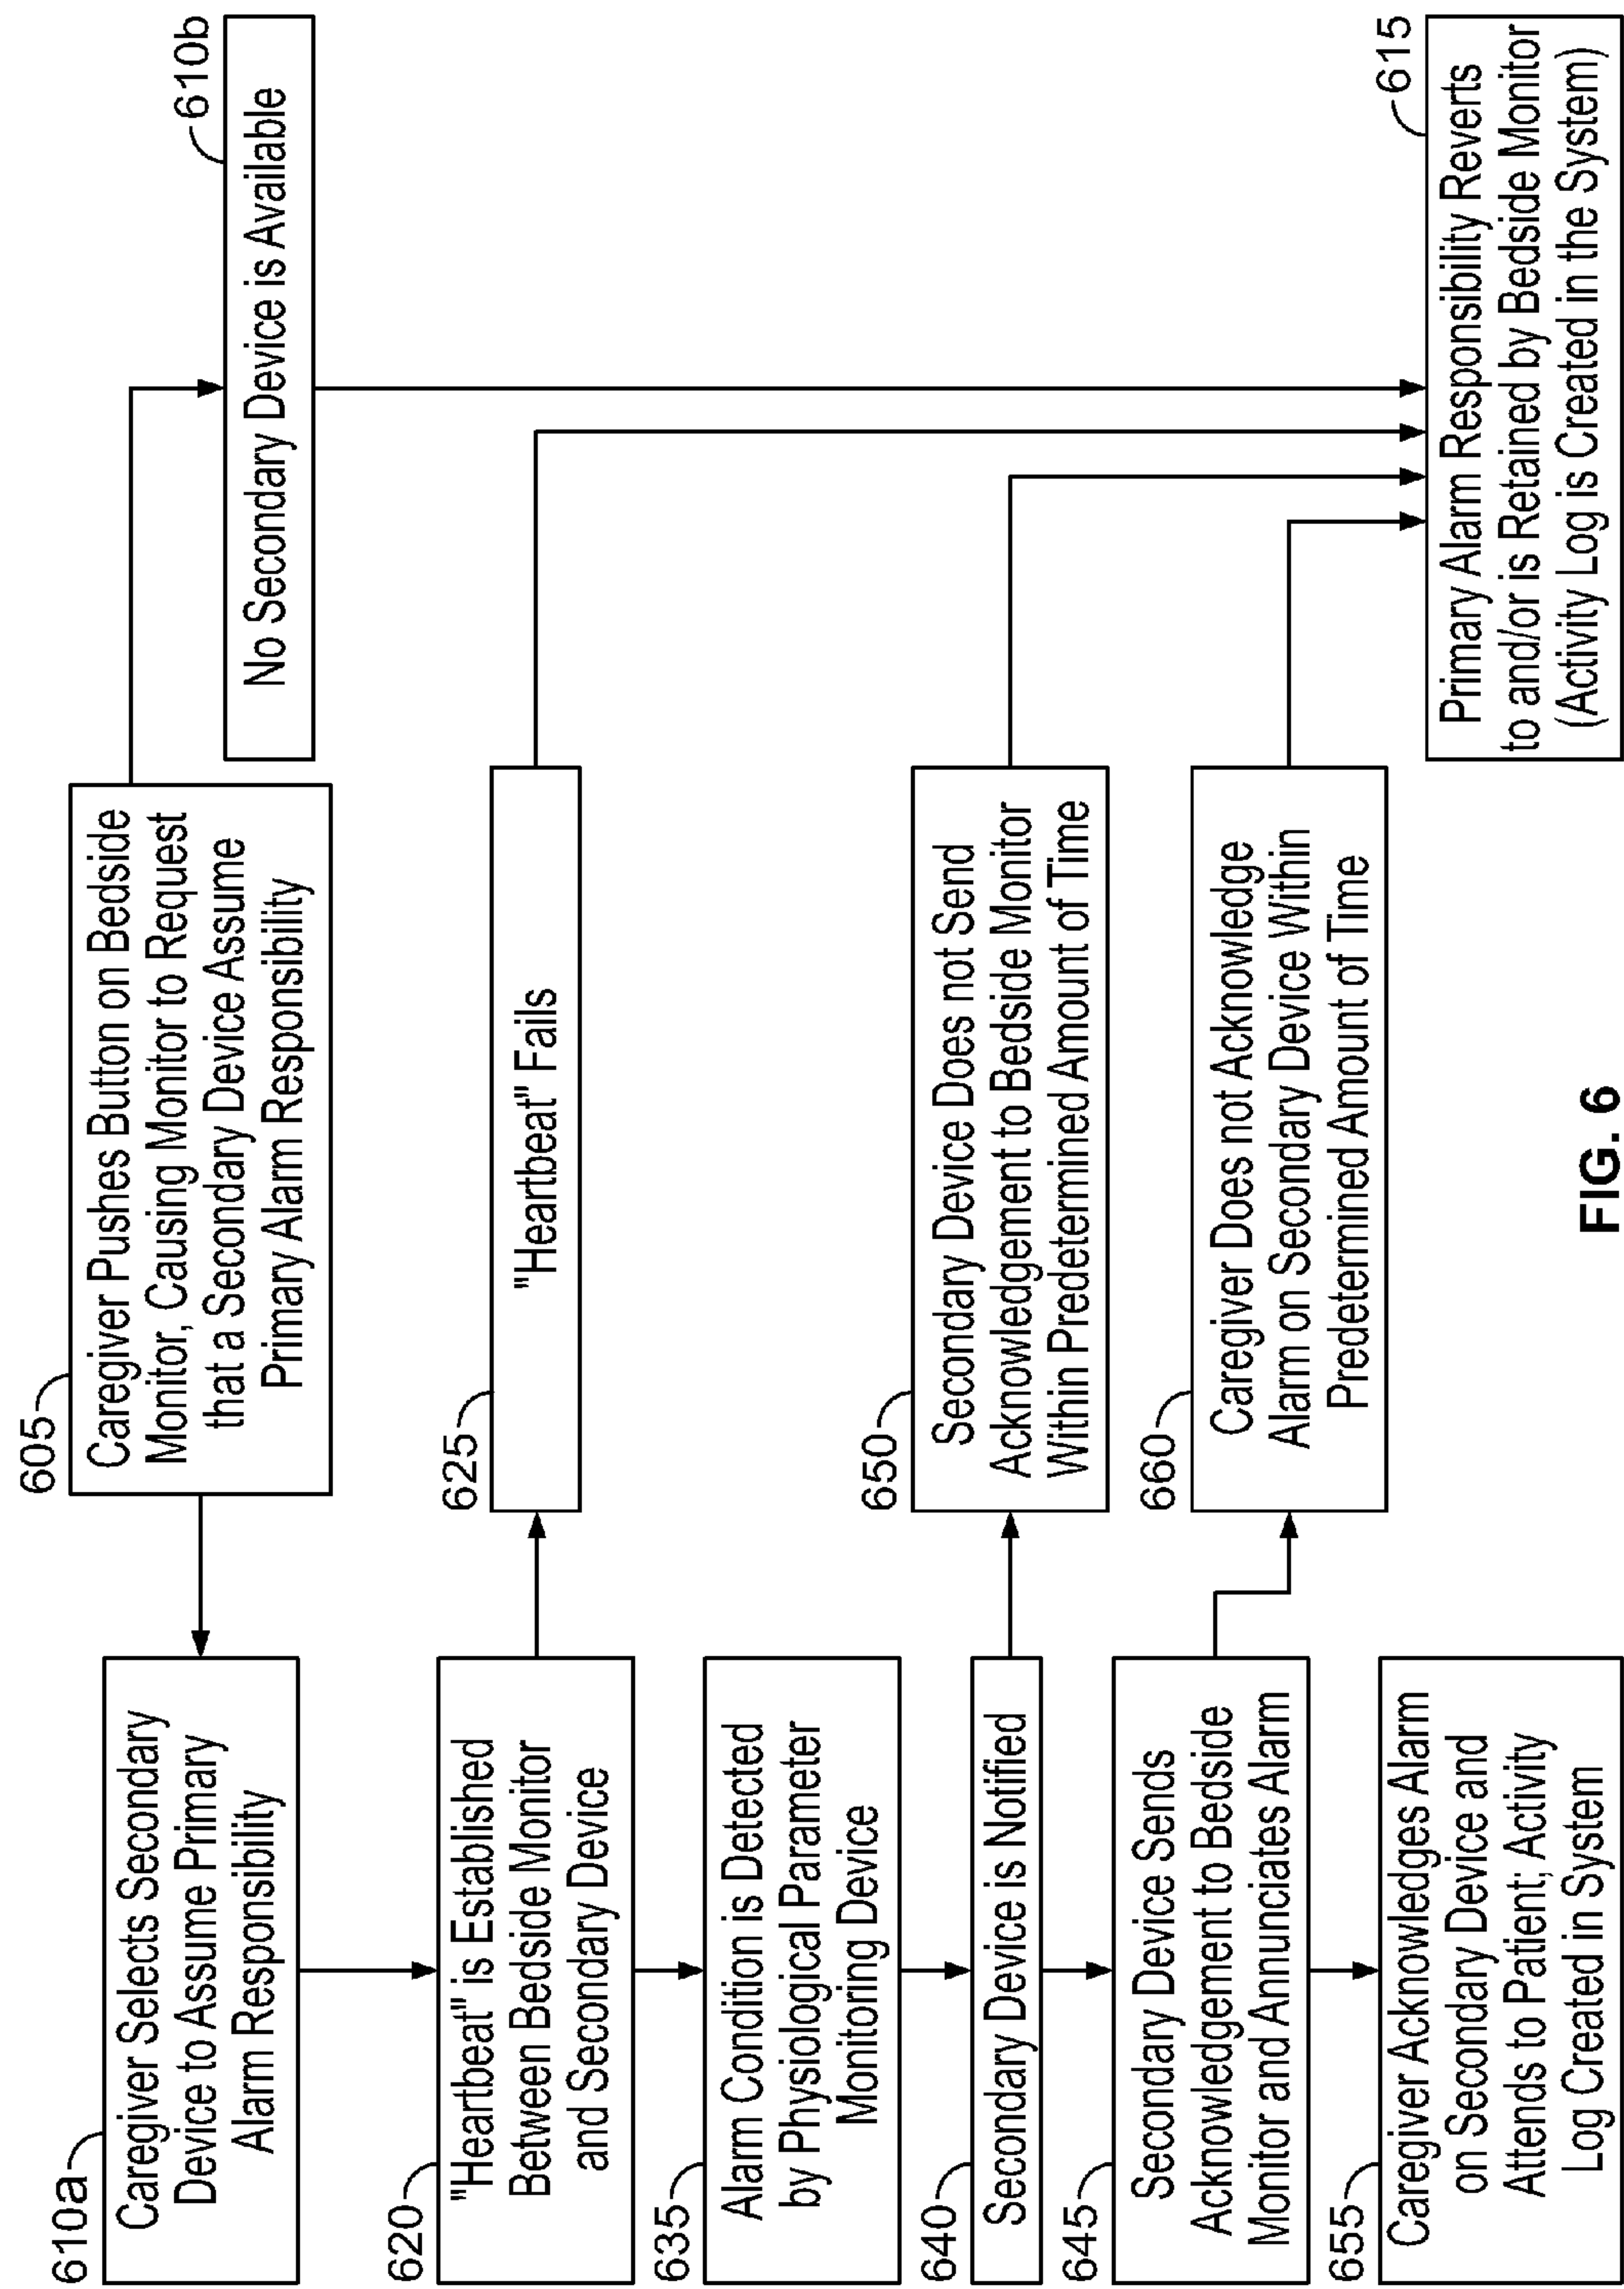 605
Caregiver Pushes Button on Bedside
Monitor, Causing Monitor to Request
that a Secondary Device Assume
Primary Alarm Responsibility
610a
Caregiver Selects Secondary
Device to Assume Primary
Alarm Responsibility
610b
No Secondary Device is Available
620
"Heartbeat" is Established
Between Bedside Monitor
and Secondary Device
625
"Heartbeat" Fails
635
Alarm Condition is Detected
by Physiological Parameter
Monitoring Device
640
Secondary Device is Notified
650
Secondary Device Does not Send
Acknowledgement to Bedside Monitor
Within Predetermined Amount of Time
645
Secondary Device Sends
Acknowledgement to Bedside
Monitor and Annunciates Alarm
660
Caregiver Does not Acknowledge
Alarm on Secondary Device Within
Predetermined Amount of Time
655
Caregiver Acknowledges Alarm
on Secondary Device and
Attends to Patient; Activity
Log Created in System
615
Primary Alarm Responsibility Reverts
to and/or is Retained by Bedside Monitor
(Activity Log is Created in the System)
FIG. 6